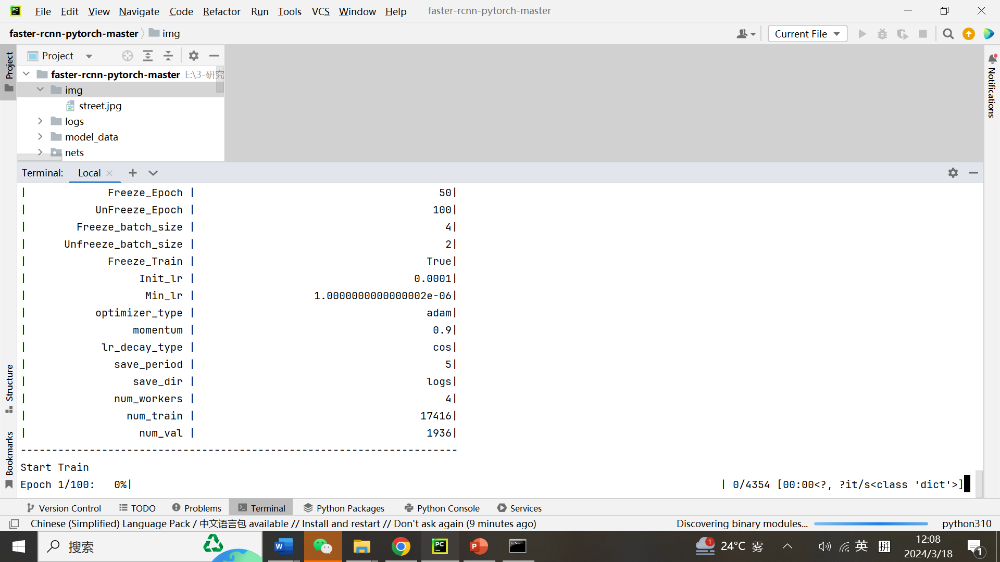 File Edit View Navigate Code Refactor Run Tools VCS Window Help faster-rcnn-pytorch-master
faster-rcnn-pytorch-master img
Current File
Project
Project
faster-rcnn-pytorch-master E:\3-研究
img
street.jpg
logs
model_data
nets
Notifications
Terminal: Local
| Freeze_Epoch | 50|
| UnFreeze_Epoch | 100|
| Freeze_batch_size | 4|
| Unfreeze_batch_size | 2|
| Freeze_Train | True|
| Init_lr | 0.0001|
| Min_lr | 1.0000000000000002e-06|
| optimizer_type | adam|
| momentum | 0.9|
| lr_decay_type | cos|
| save_period | 5|
| save_dir | logs|
| num_workers | 4|
| num_train | 17416|
| num_val | 1936|
----------------------------------------------------------------------
Start Train
Epoch 1/100: 0%| | 0/4354 [00:00<?, ?it/s<class 'dict'>]
Structure
Bookmarks
Version Control TODO Problems Terminal Python Packages Python Console Services
Chinese (Simplified) Language Pack / 中文语言包 available // Install and restart // Don't ask again (9 minutes ago) Discovering binary modules... python310
搜索
1 24°C 雾 英 拼
12:08
2024/3/18
1